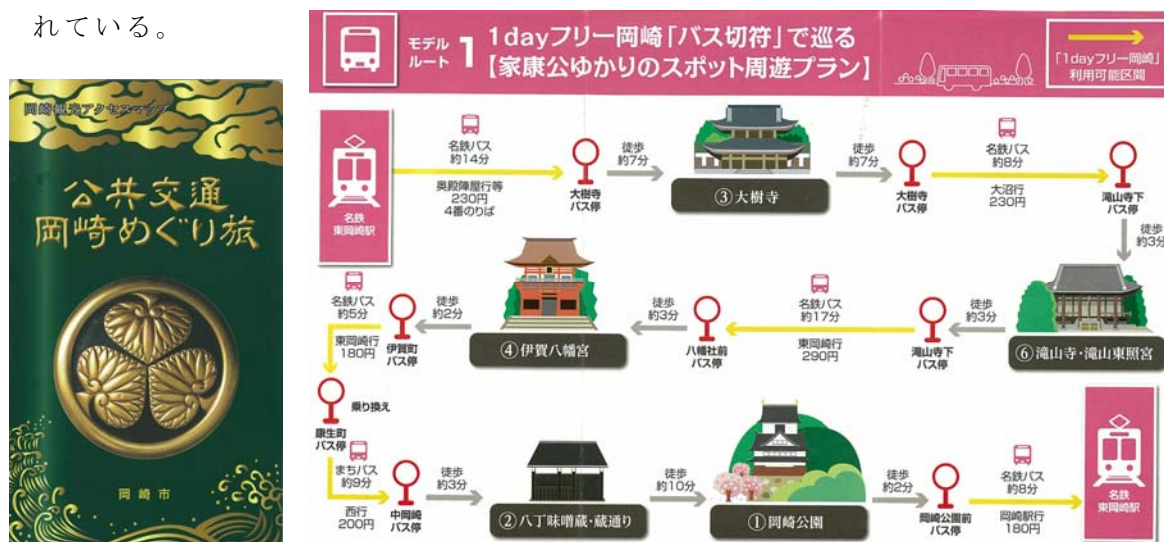 れている。
岡崎観光アクセスマップ
公共交通
岡崎めぐり旅
岡崎市
モデル
ルート
1
1dayフリー岡崎「バス切符」で巡る
【家康公ゆかりのスポット周遊プラン】
「1dayフリー岡崎」
利用可能区間
名鉄
東岡崎駅
名鉄バス
約14分
奥殿陣屋行等
230円
4番のりば
大樹寺
バス停
徒歩
約7分
③大樹寺
徒歩
約7分
大樹寺
バス停
名鉄バス
約8分
大沼行
230円
滝山寺下
バス停
徒歩
約3分
⑥滝山寺・滝山東照宮
徒歩
約3分
滝山寺下
バス停
名鉄バス
約17分
東岡崎行
290円
八幡社前
バス停
徒歩
約3分
④伊賀八幡宮
徒歩
約2分
伊賀町
バス停
名鉄バス
約5分
東岡崎行
180円
乗り換え
康生町
バス停
まちバス
約9分
西行
200円
中岡崎
バス停
徒歩
約3分
②八丁味噌蔵・蔵通り
徒歩
約10分
①岡崎公園
徒歩
約2分
岡崎公園前
バス停
名鉄バス
約8分
岡崎駅行
180円
名鉄
東岡崎駅